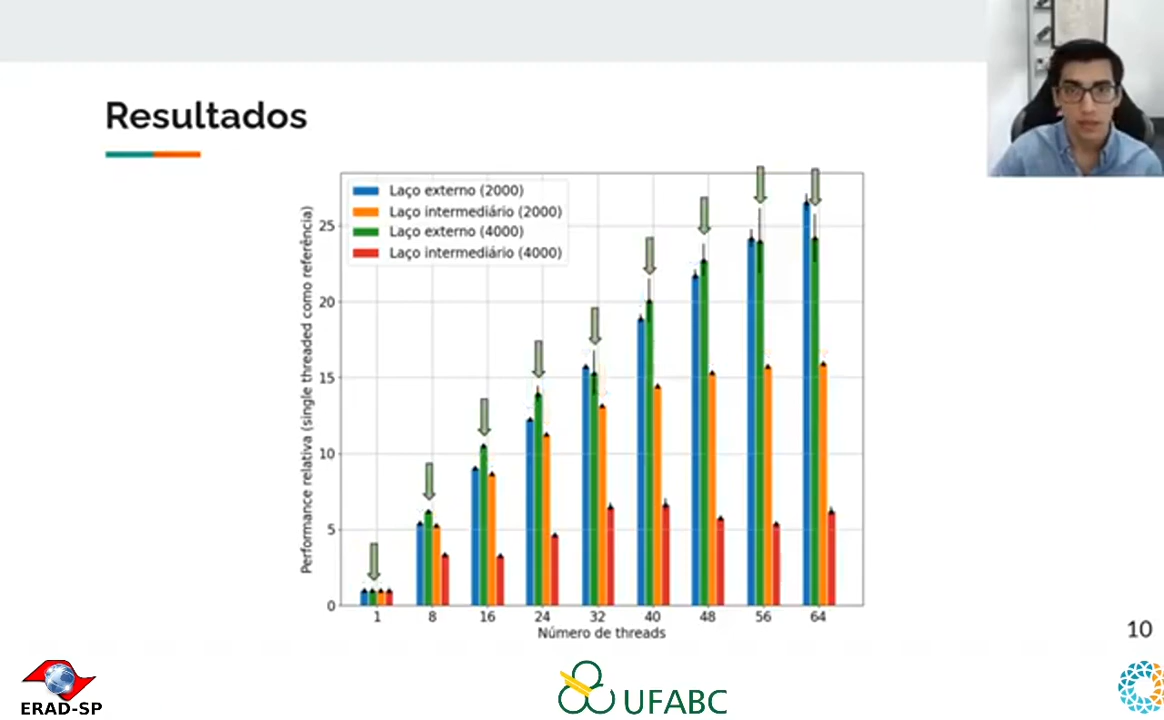 Resultados
Laço externo (2000)
Laço intermediário (2000)
Laço externo (4000)
Laço intermediário (4000)
Performance relativa (single threaded como referência)
25
20
15
10
5
0
1 8 16 24 32 40 48 56 64
Número de threads
10
ERAD-SP
UFABC